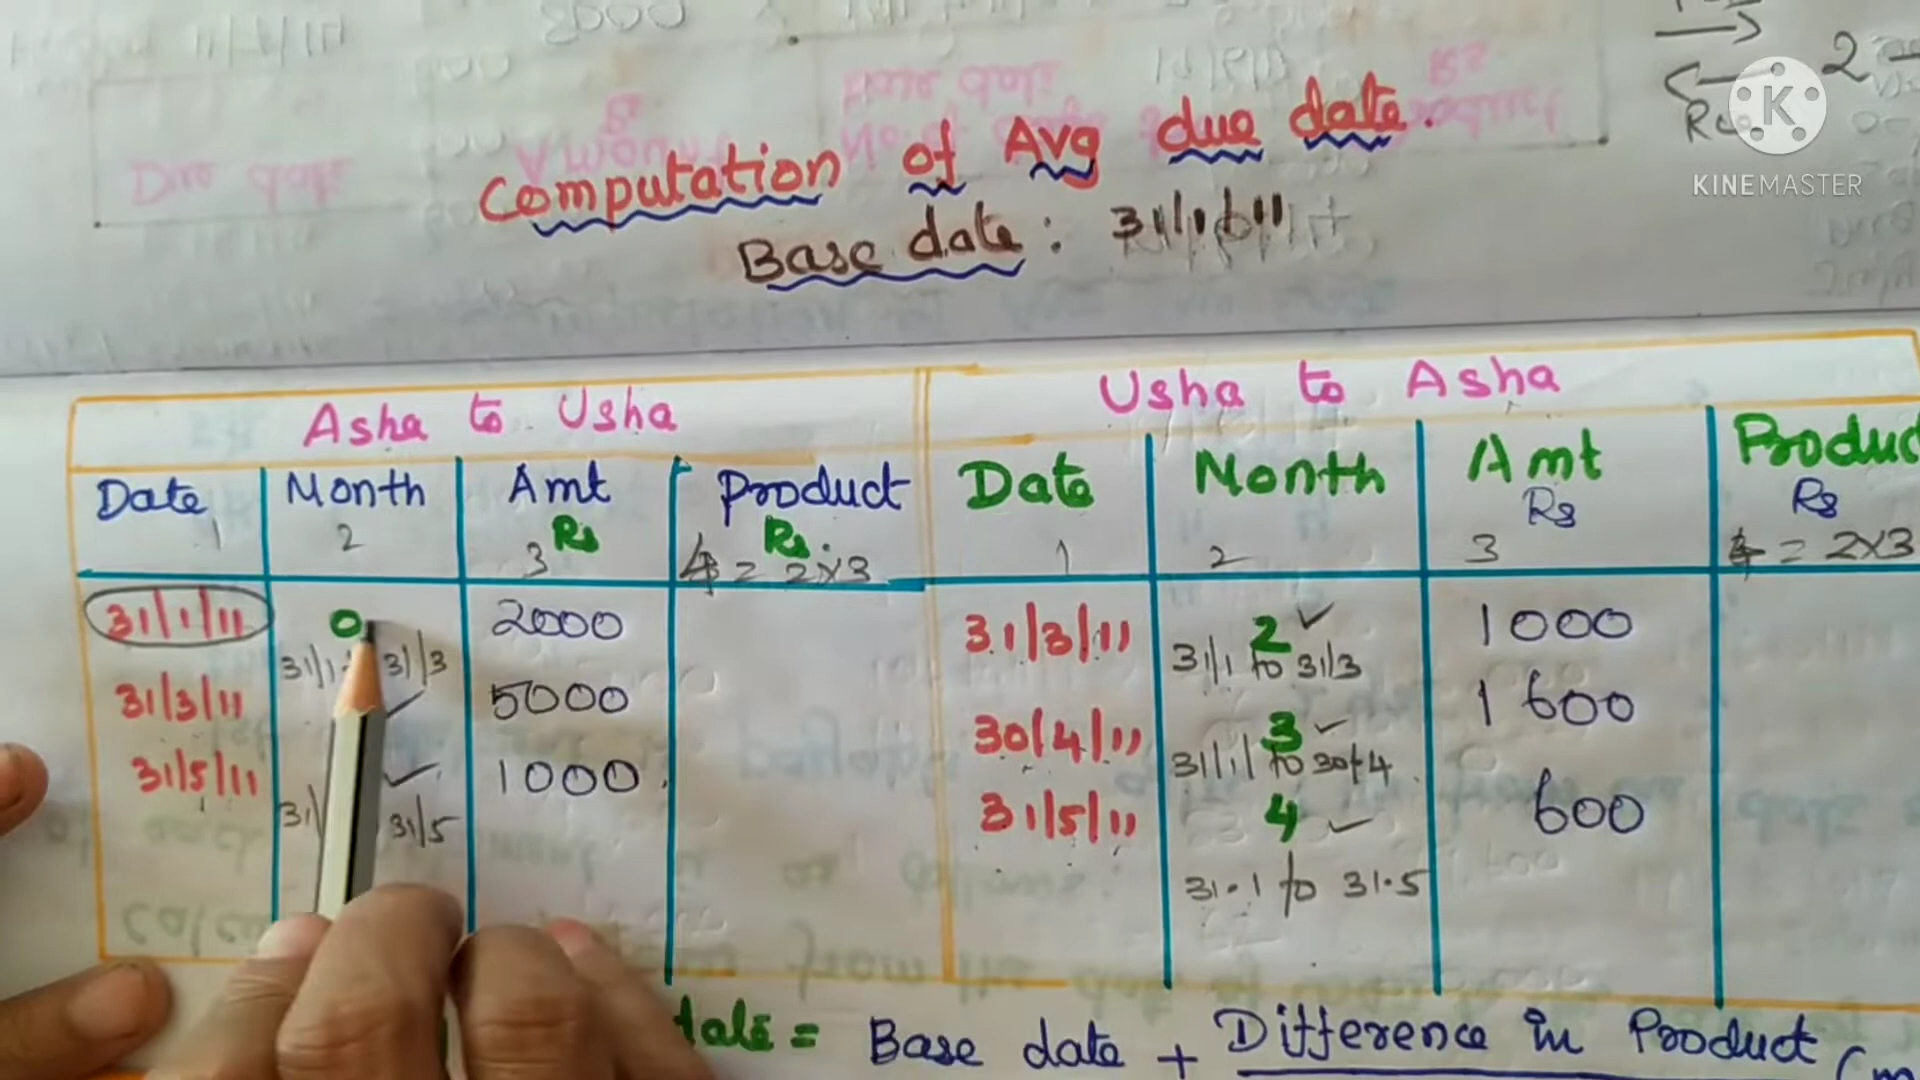 Computation of Avg due date.
Base date: 31/1/11
2
K
KINEMASTER
Asha to Usha
Usha to Asha
Date Month Amt Product Date Month Amt Produc
Rs Rs. Rs Rs
1 2 3 4 = 2x3 1 2 3 4 = 2x3
31/1/11 0 2000 31/3/11 2 ✓ 1000
31/1 31/3 31/1 to 31/3
31/3/11 ✓ 5000 30/4/11 3 ✓ 1600
31/1 to 30/4
31/5/11 ✓ 1000. 31/5/11 4 ✓ 600
31/5 31.1 to 31.5
date = Base date + Difference in Product